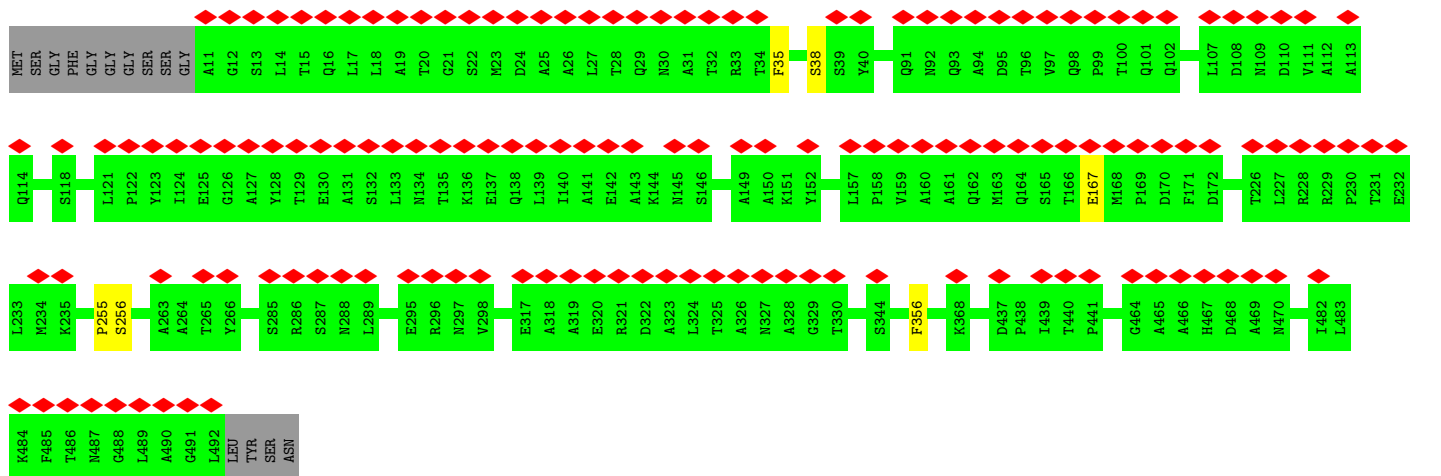 MET SER GLY PHE GLY GLY GLY SER SER GLY A11 G12 S13 L14 T15 Q16 L17 L18 A19 T20 G21 S22 M23 D24 A25 A26 L27 T28 Q29 N30 A31 T32 R33 T34 F35 S38 S39 Y40 Q91 N92 Q93 A94 D95 T96 V97 Q98 P99 T100 Q101 Q102 L107 D108 N109 D110 V111 A112 A113
Q114 S118 L121 P122 Y123 I124 E125 G126 A127 Y128 T129 E130 A131 S132 L133 N134 T135 K136 E137 Q138 L139 I140 A141 E142 A143 K144 N145 S146 A149 A150 K151 Y152 L157 P158 V159 A160 A161 Q162 M163 Q164 S165 T166 E167 M168 P169 D170 F171 D172 T226 L227 R228 R229 P230 T231 E232
L233 M234 K235 P255 S256 A263 A264 T265 Y266 S285 R286 S287 N288 L289 E295 R296 N297 V298 E317 A318 A319 E320 R321 D322 A323 L324 T325 A326 N327 A328 G329 T330 S344 F356 K368 D437 P438 I439 T440 P441 G464 A465 A466 H467 D468 A469 N470 I482 L483
K484 F485 T486 N487 G488 L489 A490 G491 L492 LEU TYR SER ASN